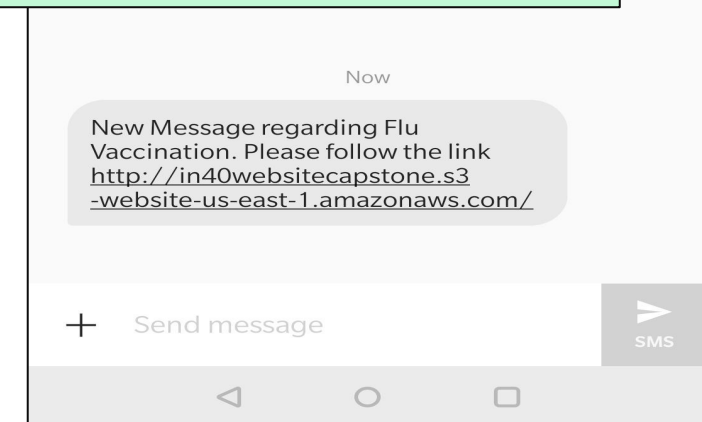 Now
New Message regarding Flu
Vaccination. Please follow the link
http://in40websitecapstone.s3
-website-us-east-1.amazonaws.com/
Send message
SMS